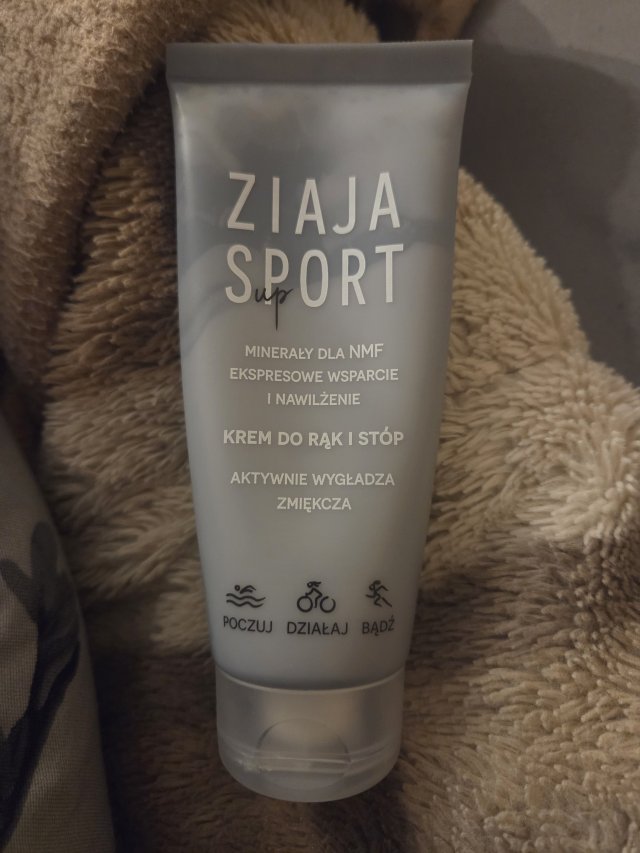 ZIAJA
SPORT
up
MINERAŁY DLA NMF
EKSPRESOWE WSPARCIE
I NAWILŻENIE
KREM DO RĄK I STÓP
AKTYWNIE WYGŁADZA
ZMIĘKCZA
POCZUJ DZIAŁAJ BĄDŹ